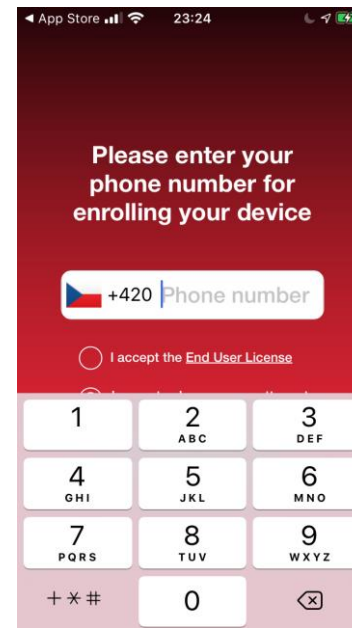 App Store 23:24
Please enter your
phone number for
enrolling your device
+420 Phone number
I accept the End User License
1 2 3
ABC DEF
4 5 6
GHI JKL MNO
7 8 9
PQRS TUV WXYZ
+*# 0